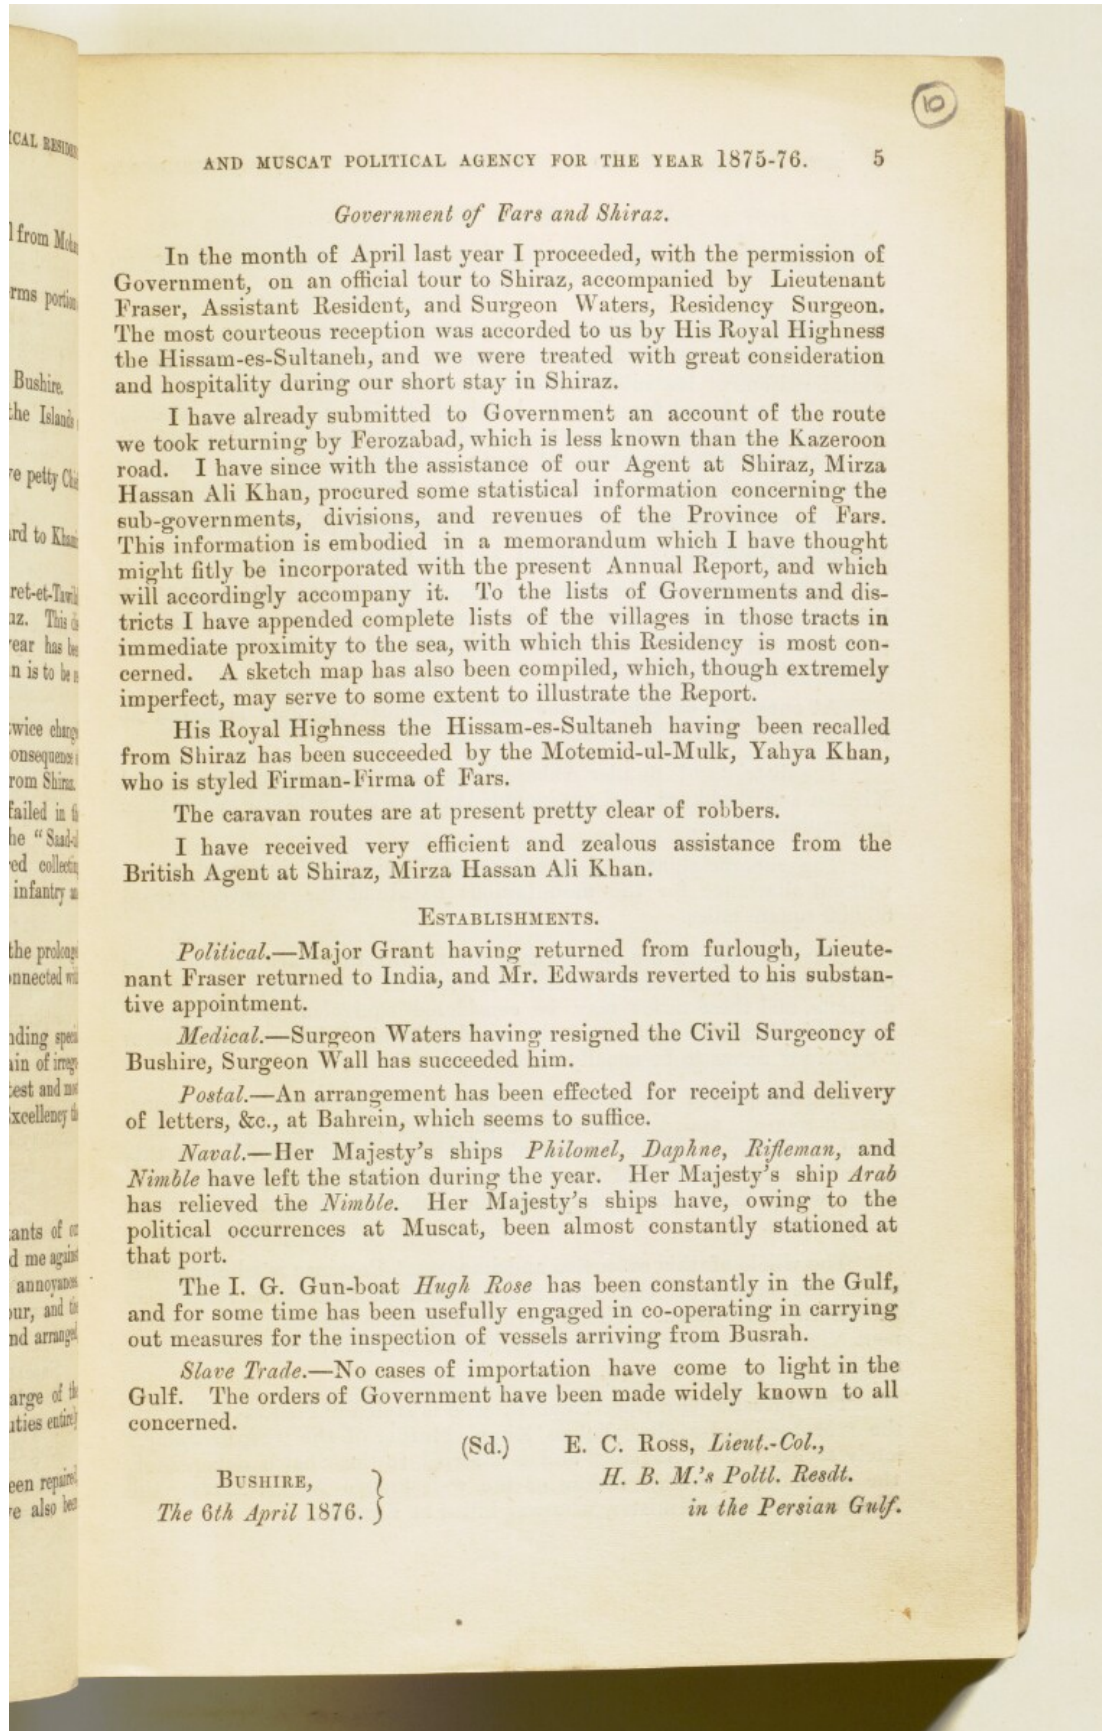 10
AND MUSCAT POLITICAL AGENCY FOR THE YEAR 1875-76. 5
Government of Fars and Shiraz.
In the month of April last year I proceeded, with the permission of
Government, on an official tour to Shiraz, accompanied by Lieutenant
Fraser, Assistant Resident, and Surgeon Waters, Residency Surgeon.
The most courteous reception was accorded to us by His Royal Highness
the Hissam-es-Sultaneh, and we were treated with great consideration
and hospitality during our short stay in Shiraz.
I have already submitted to Government an account of the route
we took returning by Ferozabad, which is less known than the Kazeroon
road. I have since with the assistance of our Agent at Shiraz, Mirza
Hassan Ali Khan, procured some statistical information concerning the
sub-governments, divisions, and revenues of the Province of Fars.
This information is embodied in a memorandum which I have thought
might fitly be incorporated with the present Annual Report, and which
will accordingly accompany it. To the lists of Governments and dis-
tricts I have appended complete lists of the villages in those tracts in
immediate proximity to the sea, with which this Residency is most con-
cerned. A sketch map has also been compiled, which, though extremely
imperfect, may serve to some extent to illustrate the Report.
His Royal Highness the Hissam-es-Sultaneh having been recalled
from Shiraz has been succeeded by the Motemid-ul-Mulk, Yahya Khan,
who is styled Firman-Firma of Fars.
The caravan routes are at present pretty clear of robbers.
I have received very efficient and zealous assistance from the
British Agent at Shiraz, Mirza Hassan Ali Khan.
ESTABLISHMENTS.
Political.—Major Grant having returned from furlough, Lieute-
nant Fraser returned to India, and Mr. Edwards reverted to his substan-
tive appointment.
Medical.—Surgeon Waters having resigned the Civil Surgeoncy of
Bushire, Surgeon Wall has succeeded him.
Postal.—An arrangement has been effected for receipt and delivery
of letters, &c., at Bahrein, which seems to suffice.
Naval.—Her Majesty's ships Philomel, Daphne, Rifleman, and
Nimble have left the station during the year. Her Majesty's ship Arab
has relieved the Nimble. Her Majesty's ships have, owing to the
political occurrences at Muscat, been almost constantly stationed at
that port.
The I. G. Gun-boat Hugh Rose has been constantly in the Gulf,
and for some time has been usefully engaged in co-operating in carrying
out measures for the inspection of vessels arriving from Busrah.
Slave Trade.—No cases of importation have come to light in the
Gulf. The orders of Government have been made widely known to all
concerned.
(Sd.) E. C. Ross, Lieut.-Col.,
BUSHIRE, H. B. M.'s Poltl. Resdt.
The 6th April 1876. } in the Persian Gulf.